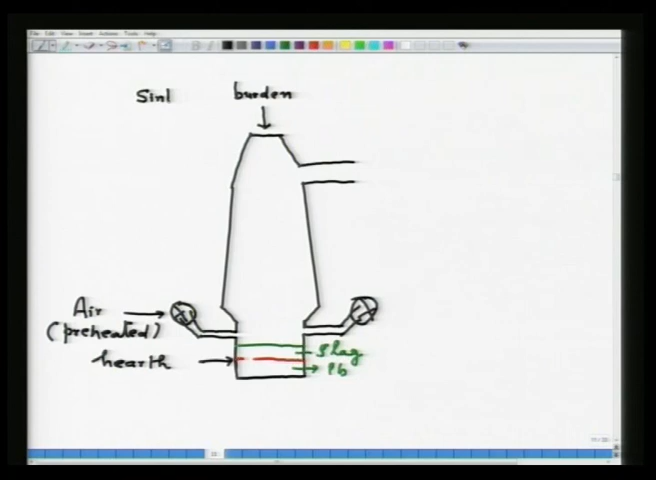 Sinl burden
Air
(preheated)
hearth
Slag
Pb